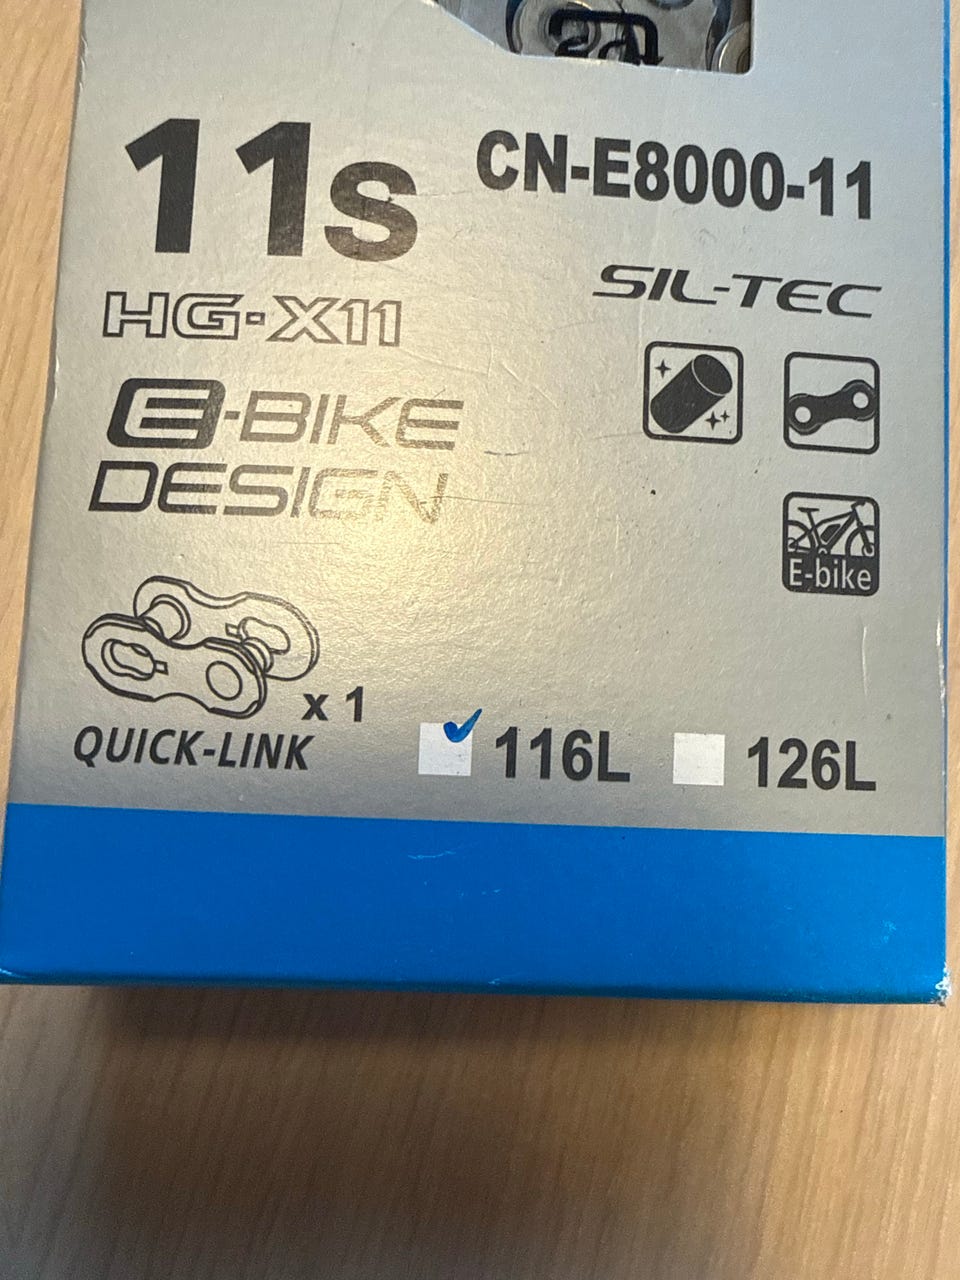 11s
CN-E8000-11
HG-X11
SIL-TEC
E-BIKE
DESIGN
E-bike
x 1
QUICK-LINK
116L
126L